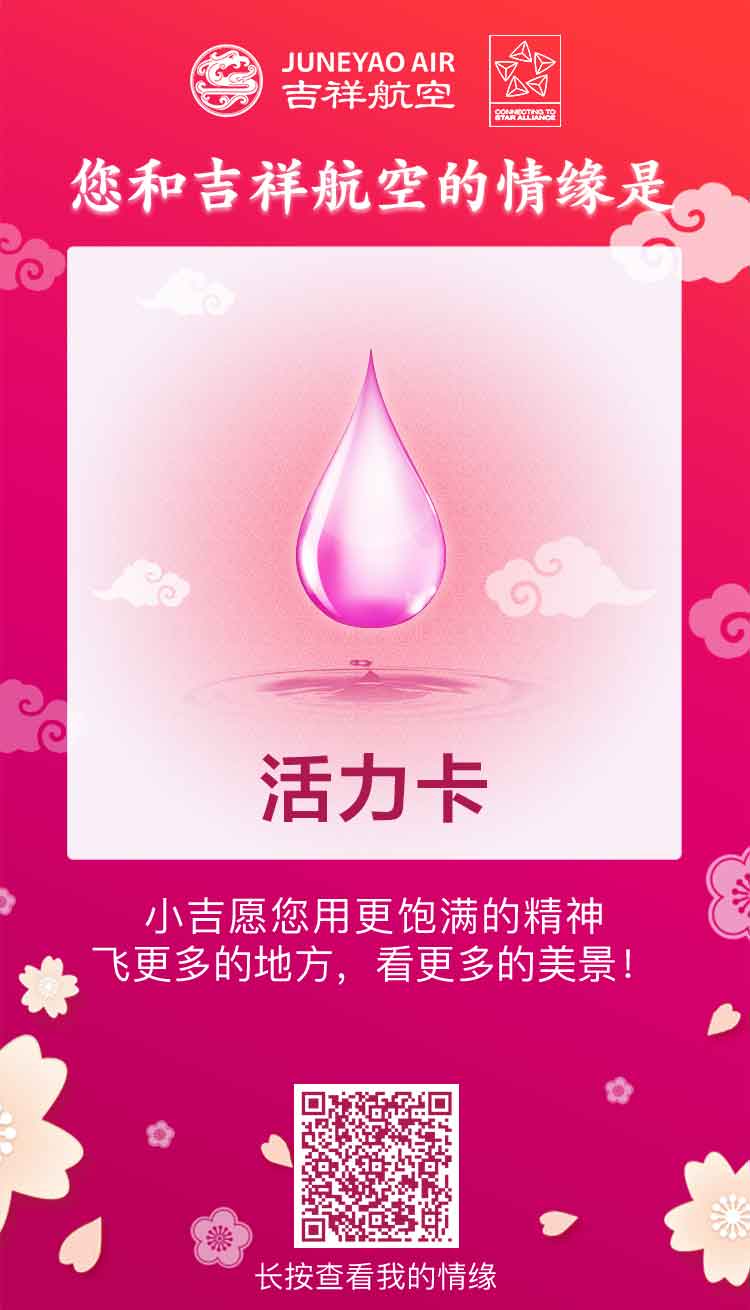 JUNEYAO AIR
吉祥航空
CONNECTING TO
STAR ALLIANCE
您和吉祥航空的情缘是
活力卡
小吉愿您用更饱满的精神
飞更多的地方，看更多的美景！
长按查看我的情缘